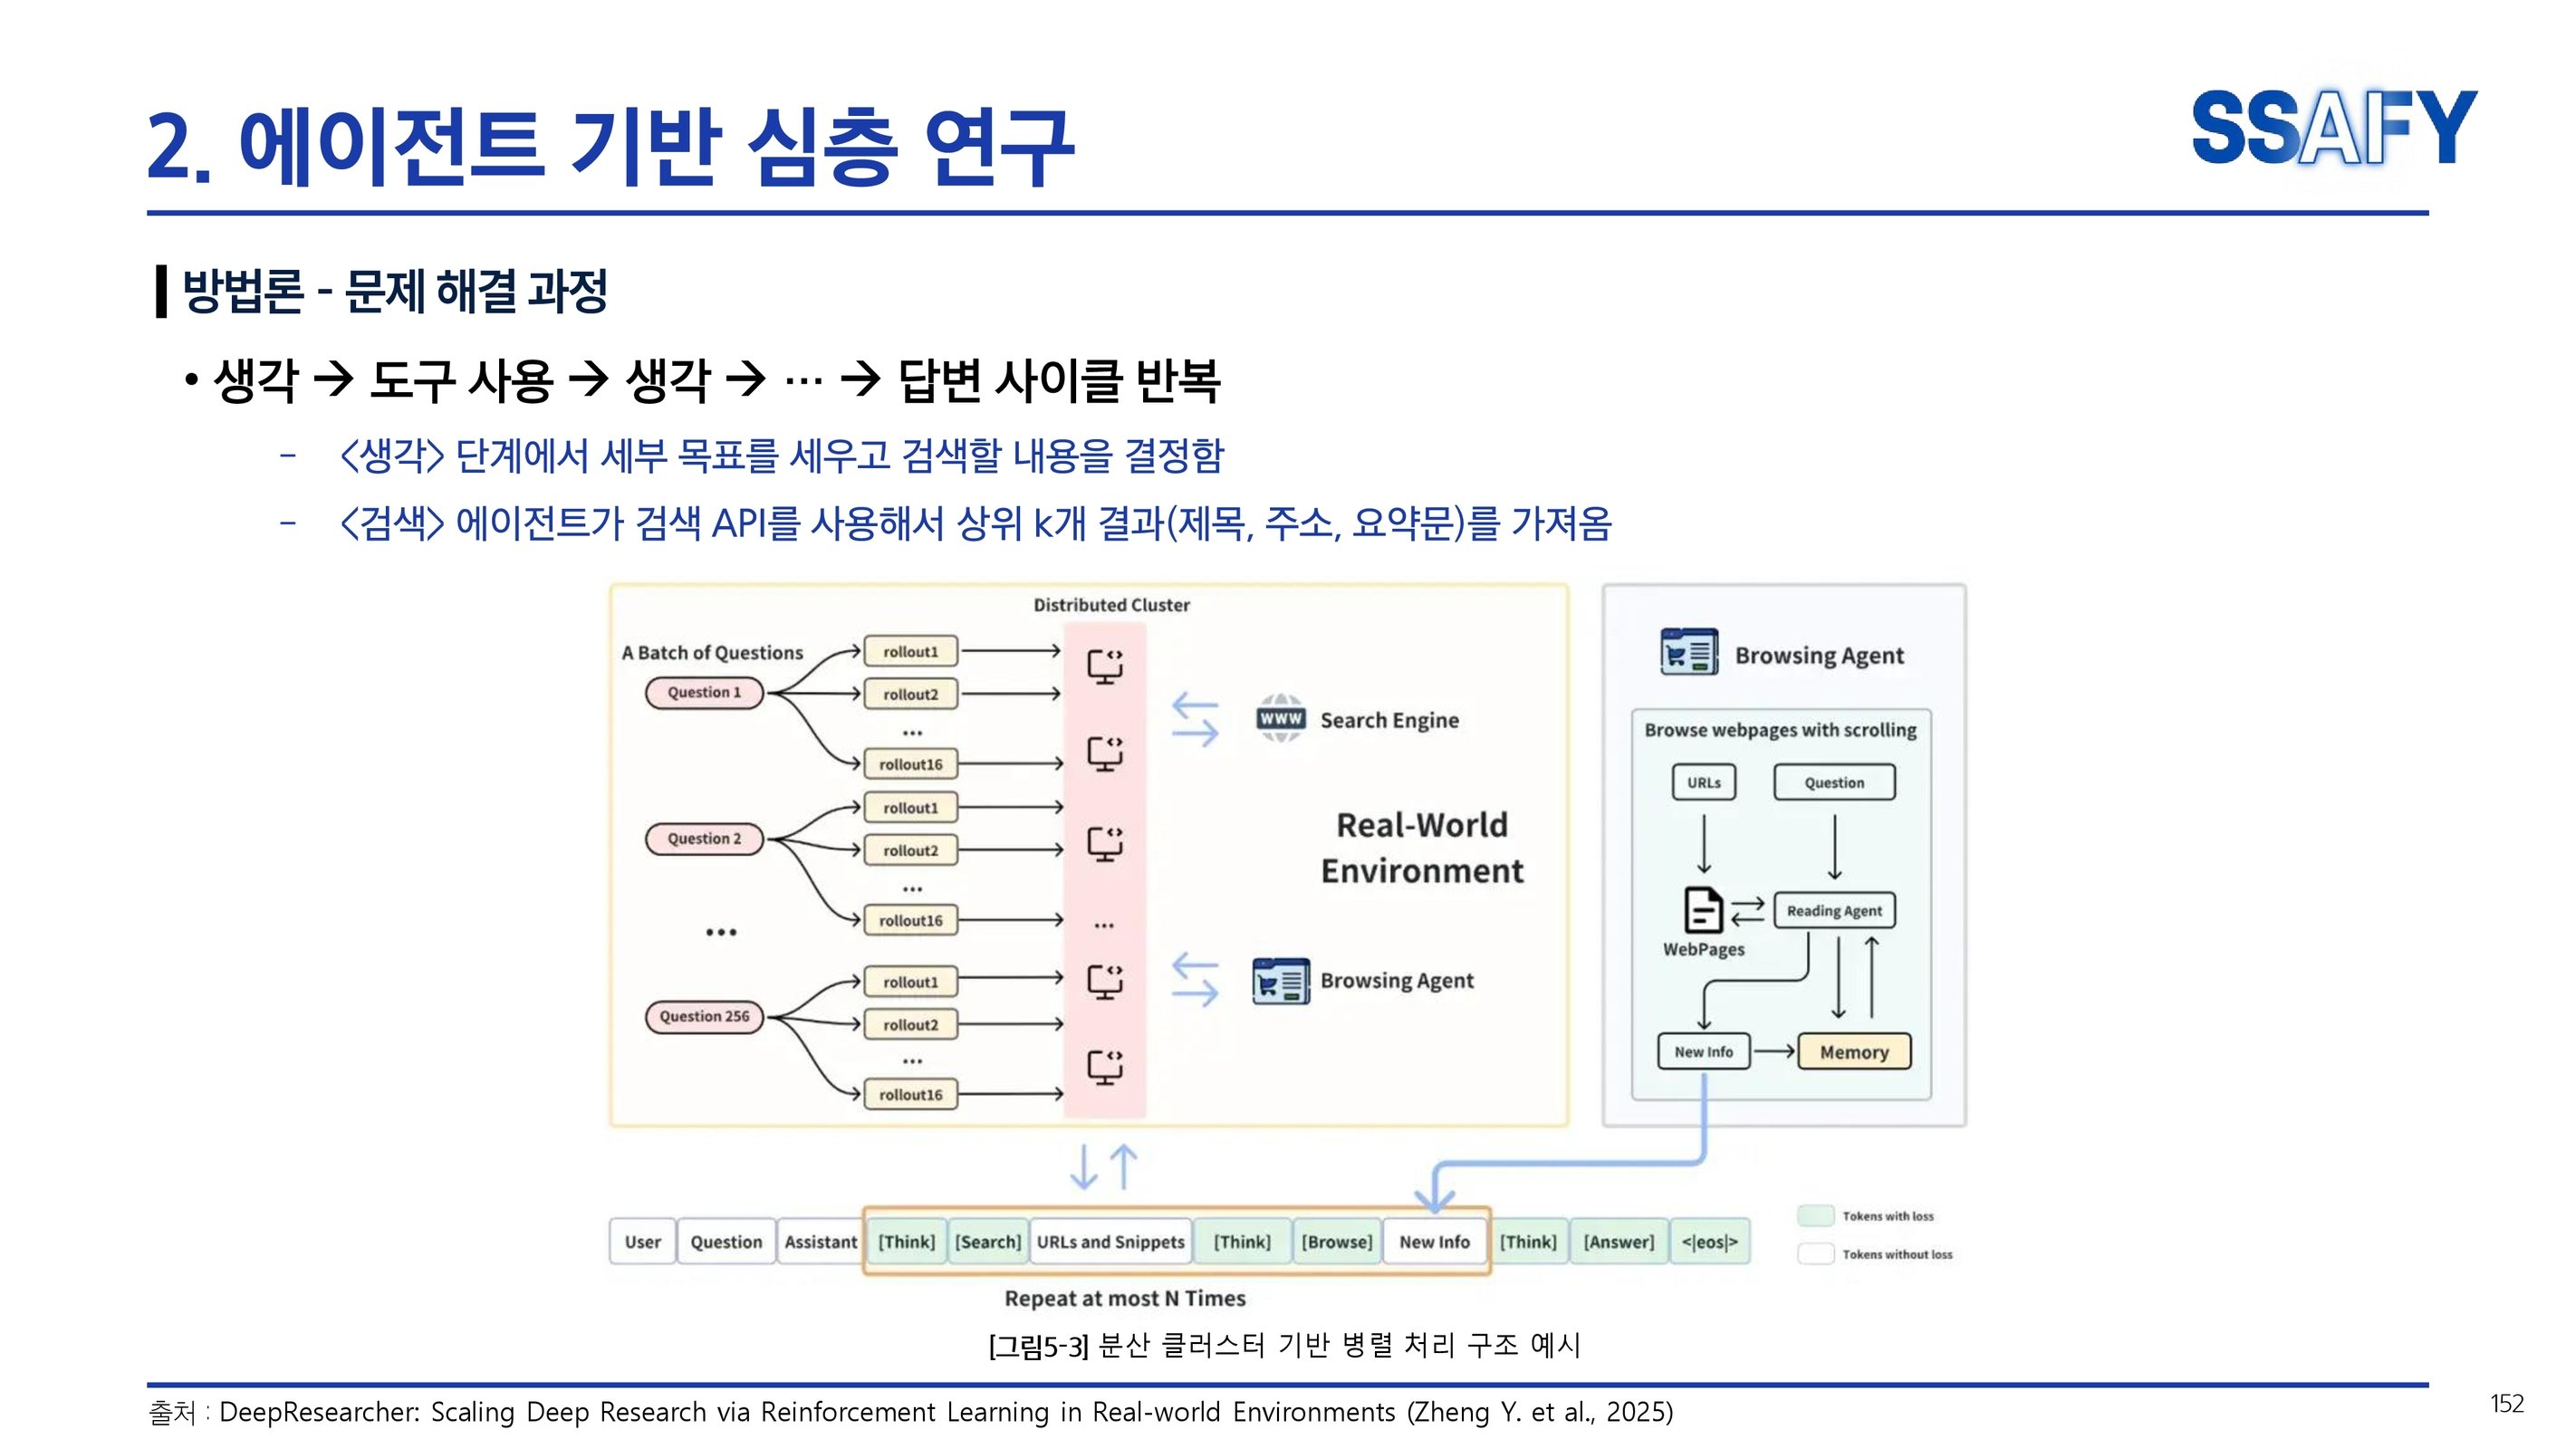 2. 에이전트 기반 심층 연구
SSAFY
방법론 - 문제 해결 과정
• 생각 → 도구 사용 → 생각 → … → 답변 사이클 반복
- <생각> 단계에서 세부 목표를 세우고 검색할 내용을 결정함
- <검색> 에이전트가 검색 API를 사용해서 상위 k개 결과(제목, 주소, 요약문)를 가져옴
Distributed Cluster
A Batch of Questions
Question 1
rollout1
rollout2
...
rollout16
Question 2
rollout1
rollout2
...
rollout16
...
Question 256
rollout1
rollout2
...
rollout16
...
WWW
Search Engine
Real-World
Environment
Browsing Agent
Browsing Agent
Browse webpages with scrolling
URLs
Question
WebPages
Reading Agent
New Info
Memory
User
Question
Assistant
[Think]
[Search]
URLs and Snippets
[Think]
[Browse]
New Info
[Think]
[Answer]
<|eos|>
Tokens with loss
Tokens without loss
Repeat at most N Times
[그림5-3] 분산 클러스터 기반 병렬 처리 구조 예시
출처 : DeepResearcher: Scaling Deep Research via Reinforcement Learning in Real-world Environments (Zheng Y. et al., 2025)
152